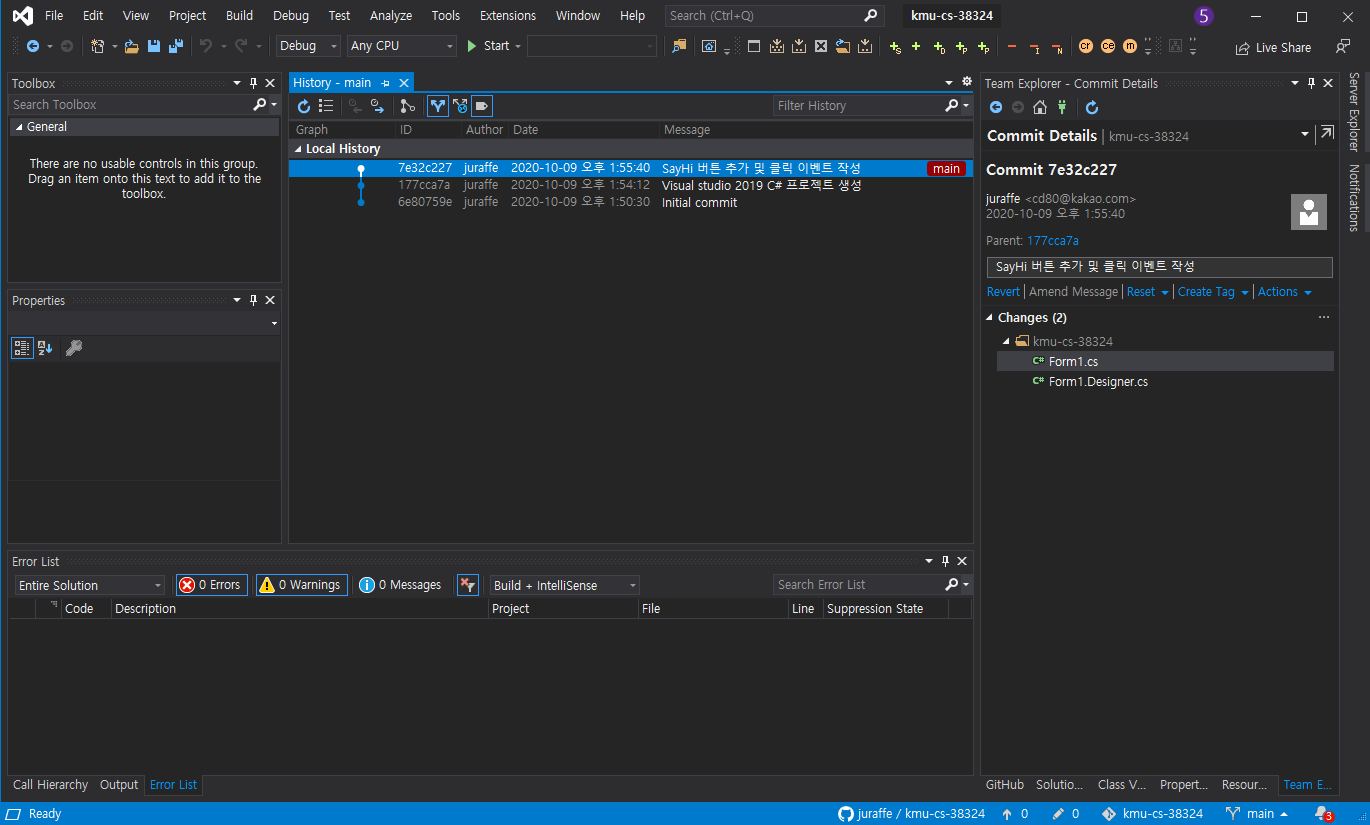 File Edit View Project Build Debug Test Analyze Tools Extensions Window Help Search (Ctrl+Q) kmu-cs-38324 5
Debug Any CPU Start cr ce m Live Share
Toolbox
Search Toolbox
General
There are no usable controls in this group.
Drag an item onto this text to add it to the
toolbox.
Properties
History - main
Filter History
Graph ID Author Date Message
Local History
7e32c227 juraffe 2020-10-09 오후 1:55:40 SayHi 버튼 추가 및 클릭 이벤트 작성 main
177cca7a juraffe 2020-10-09 오후 1:54:12 Visual studio 2019 C# 프로젝트 생성
6e80759e juraffe 2020-10-09 오후 1:50:30 Initial commit
Team Explorer - Commit Details
Commit Details | kmu-cs-38324
Commit 7e32c227
juraffe <cd80@kakao.com>
2020-10-09 오후 1:55:40
Parent: 177cca7a
SayHi 버튼 추가 및 클릭 이벤트 작성
Revert | Amend Message | Reset | Create Tag | Actions
Changes (2)
kmu-cs-38324
C# Form1.cs
C# Form1.Designer.cs
Server Explorer
Notifications
Error List
Entire Solution 0 Errors 0 Warnings 0 Messages Build + IntelliSense Search Error List
Code Description Project File Line Suppression State
Call Hierarchy Output Error List
GitHub Solutio... Class V... Propert... Resour... Team E...
Ready juraffe / kmu-cs-38324 0 0 kmu-cs-38324 main 3